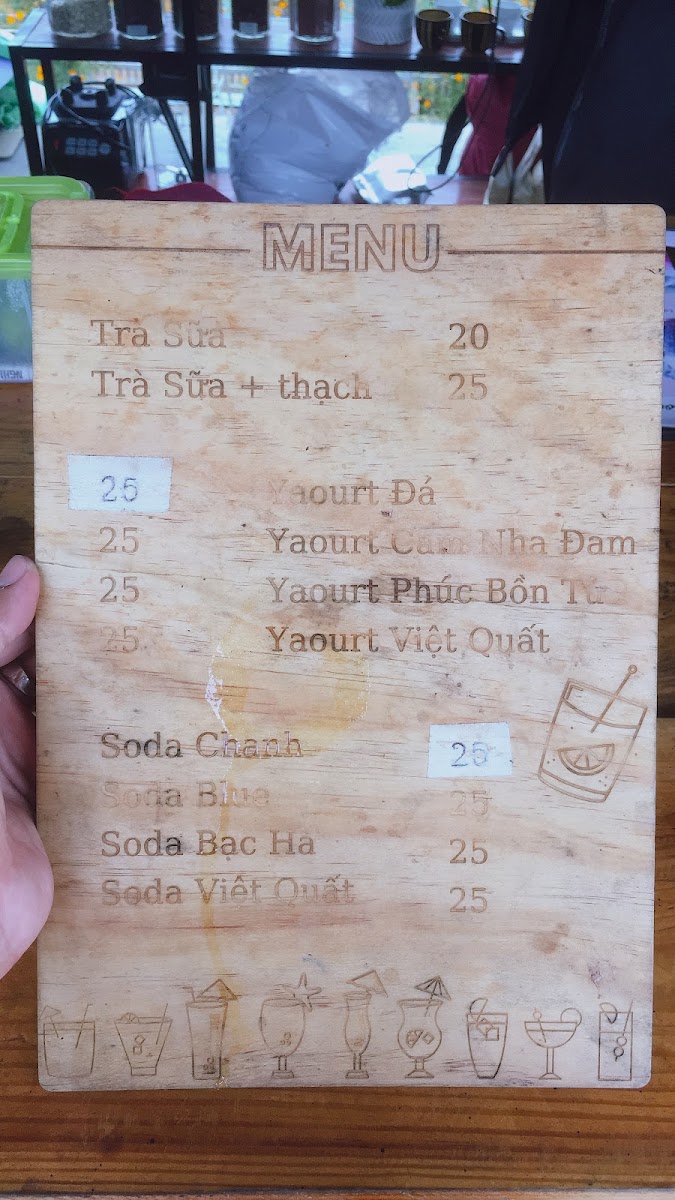 MENU
Trà Sữa 20
Trà Sữa + thạch 25
25 Yaourt Đá
25 Yaourt Cam Nha Đam
25 Yaourt Phúc Bồn Tử
25 Yaourt Việt Quất
Soda Chanh 25
Soda Blue 25
Soda Bạc Hà 25
Soda Việt Quất 25